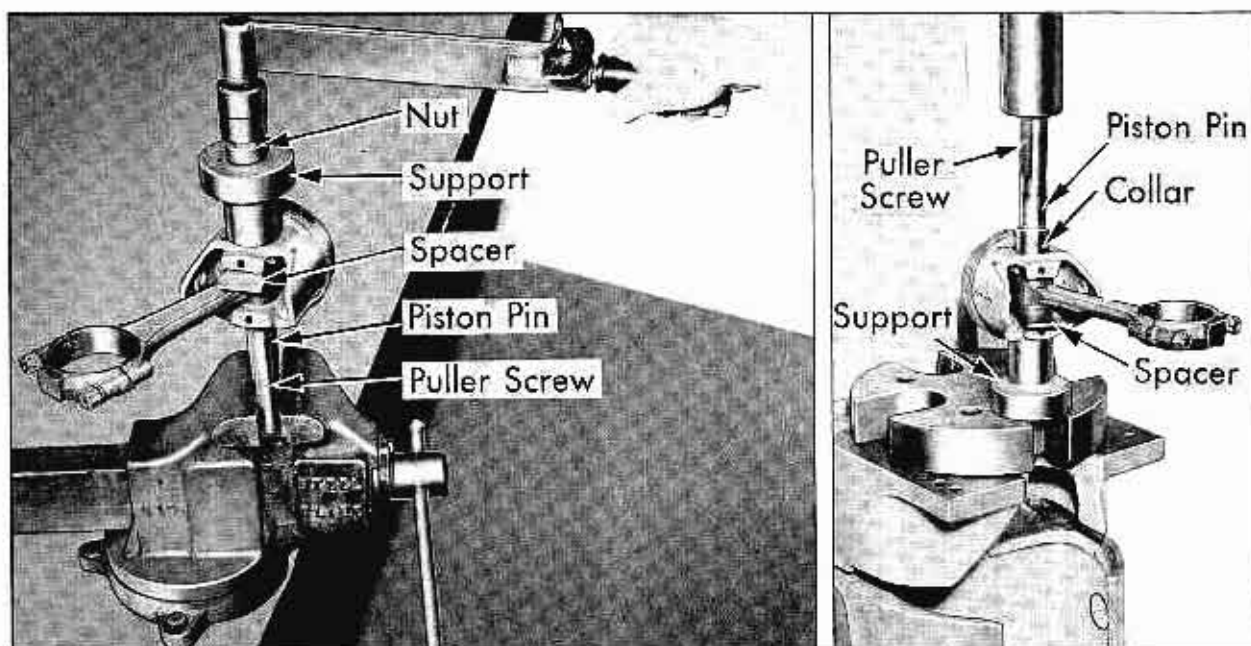 Nut
Support
Spacer
Piston Pin
Puller Screw
Puller
Screw
Piston Pin
Collar
Support
Spacer